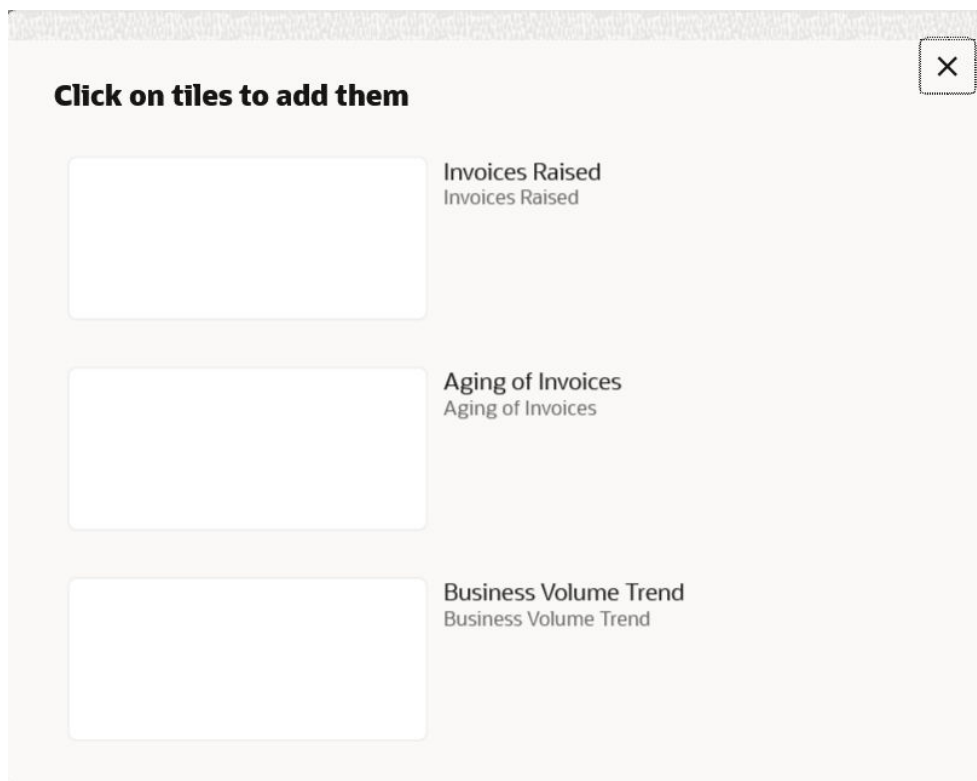 Click on tiles to add them
Invoices Raised
Invoices Raised
Aging of Invoices
Aging of Invoices
Business Volume Trend
Business Volume Trend